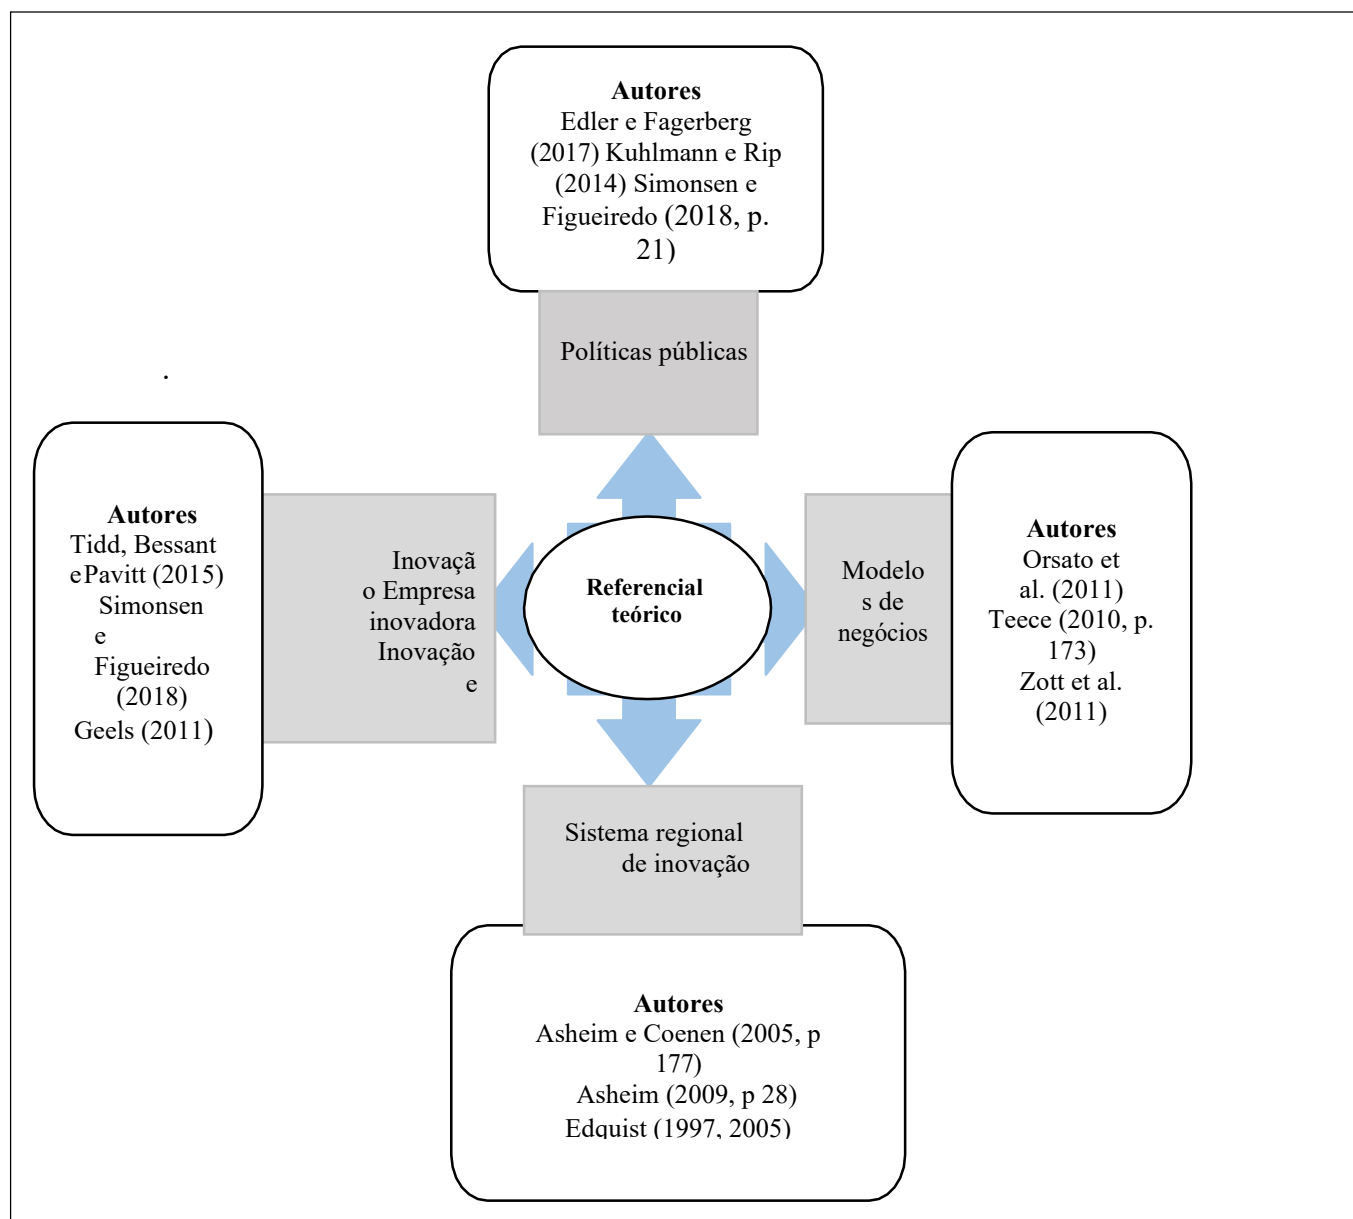 Autores
Edler e Fagerberg
(2017) Kuhlmann e Rip
(2014) Simonsen e
Figueiredo (2018, p.
21)
Políticas públicas
.
Autores
Tidd, Bessant
ePavitt (2015)
Simonsen
e
Figueiredo
(2018)
Geels (2011)
Inovaçã
o Empresa
inovadora
Inovação
e
Referencial
teórico
Modelo
s de
negócios
Autores
Orsato et
al. (2011)
Teece (2010, p.
173)
Zott et al.
(2011)
Sistema regional
de inovação
Autores
Asheim e Coenen (2005, p
177)
Asheim (2009, p 28)
Edquist (1997, 2005)